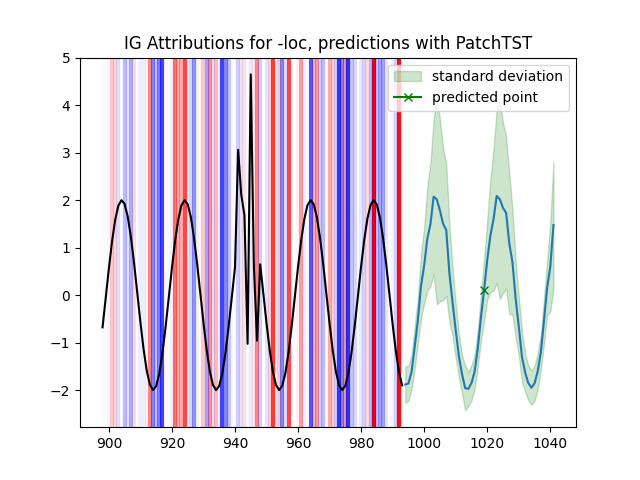 IG Attributions for -loc, predictions with PatchTST
standard deviation
predicted point
5
4
3
2
1
0
−1
−2
900 920 940 960 980 1000 1020 1040